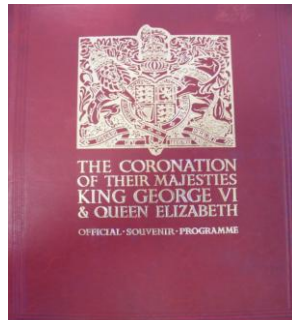 THE CORONATION
OF THEIR MAJESTIES
KING GEORGE VI
& QUEEN ELIZABETH
OFFICIAL·SOUVENIR·PROGRAMME